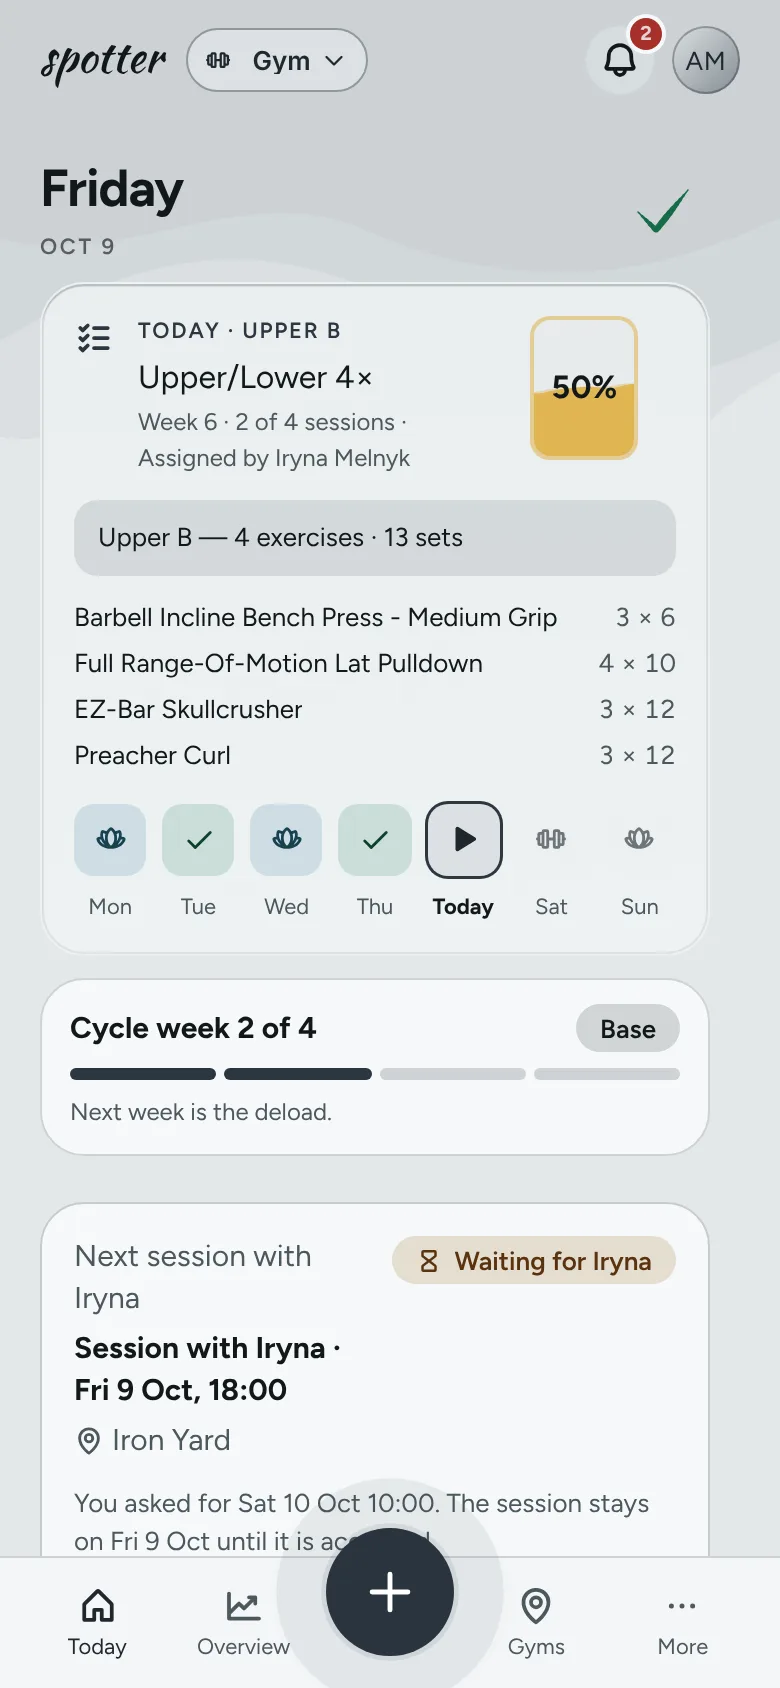 spotter
Gym
2
AM
Friday
OCT 9
TODAY · UPPER B
Upper/Lower 4×
Week 6 · 2 of 4 sessions ·
Assigned by Iryna Melnyk
50%
Upper B — 4 exercises · 13 sets
Barbell Incline Bench Press - Medium Grip 3 × 6
Full Range-Of-Motion Lat Pulldown 4 × 10
EZ-Bar Skullcrusher 3 × 12
Preacher Curl 3 × 12
Mon Tue Wed Thu Today Sat Sun
Cycle week 2 of 4
Base
Next week is the deload.
Next session with
Iryna
Waiting for Iryna
Session with Iryna ·
Fri 9 Oct, 18:00
Iron Yard
You asked for Sat 10 Oct 10:00. The session stays
on Fri 9 Oct until it is
Today Overview Gyms More